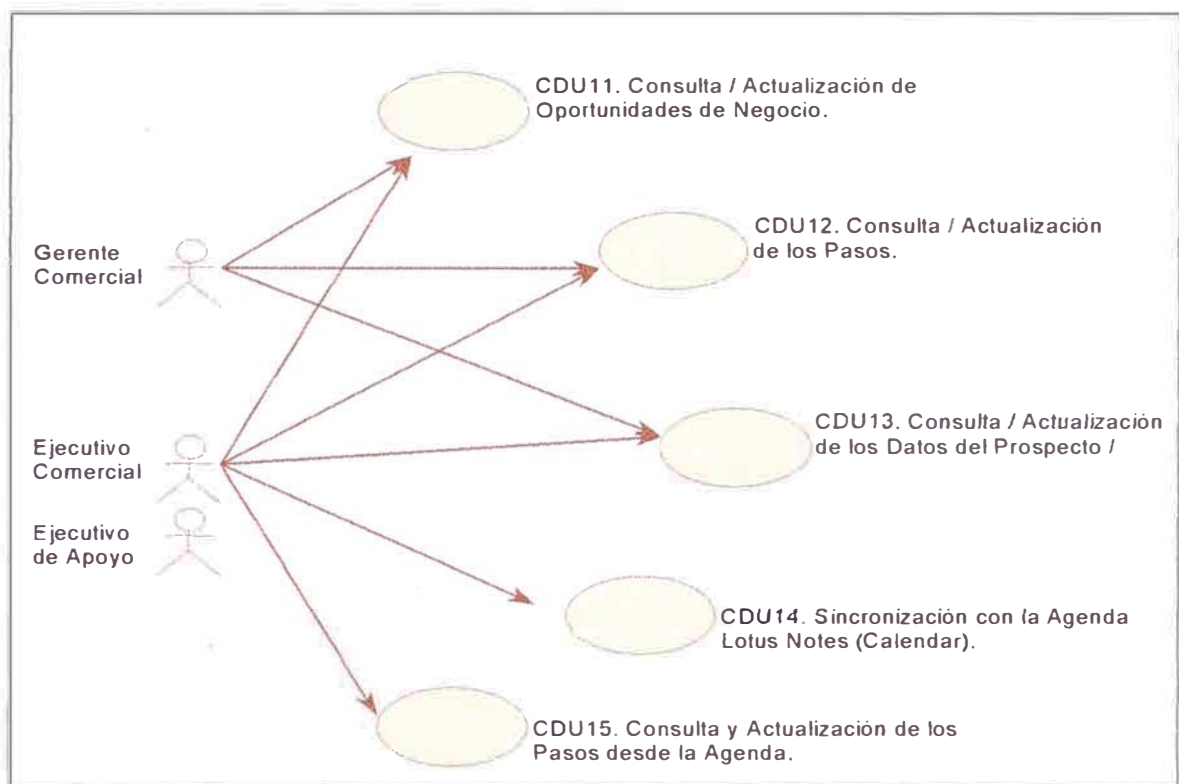 CDU11. Consulta / Actualización de
Oportunidades de Negocio.
Gerente
Comercial
CDU12. Consulta / Actualización
de los Pasos.
CDU13. Consulta / Actualización
de los Datos del Prospecto /
Ejecutivo
Comercial
Ejecutivo
de Apoyo
CDU14. Sincronización con la Agenda
Lotus Notes (Calendar).
CDU15. Consulta y Actualización de los
Pasos desde la Agenda.